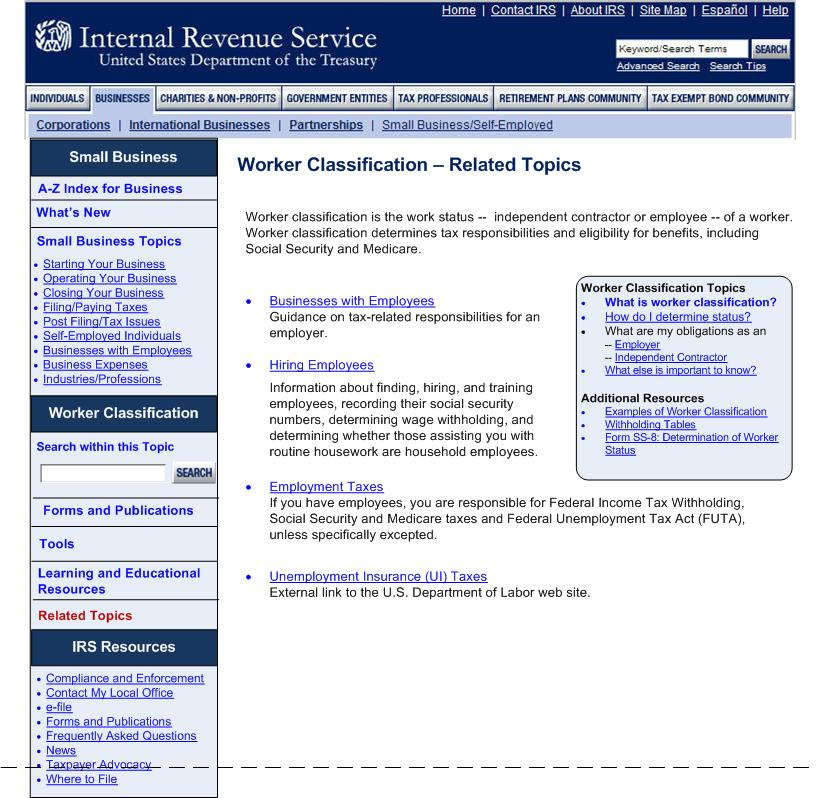 Home | Contact IRS | About IRS | Site Map | Español | Help
Internal Revenue Service
United States Department of the Treasury
Keyword/Search Terms SEARCH
Advanced Search Search Tips
INDIVIDUALS BUSINESSES CHARITIES & NON-PROFITS GOVERNMENT ENTITIES TAX PROFESSIONALS RETIREMENT PLANS COMMUNITY TAX EXEMPT BOND COMMUNITY
Corporations | International Businesses | Partnerships | Small Business/Self-Employed
Small Business
A-Z Index for Business
What's New
Small Business Topics
• Starting Your Business
• Operating Your Business
• Closing Your Business
• Filing/Paying Taxes
• Post Filing/Tax Issues
• Self-Employed Individuals
• Businesses with Employees
• Business Expenses
• Industries/Professions
Worker Classification
Search within this Topic
SEARCH
Forms and Publications
Tools
Learning and Educational
Resources
Related Topics
IRS Resources
• Compliance and Enforcement
• Contact My Local Office
• e-file
• Forms and Publications
• Frequently Asked Questions
• News
• Taxpayer Advocacy
• Where to File
Worker Classification – Related Topics
Worker classification is the work status -- independent contractor or employee -- of a worker.
Worker classification determines tax responsibilities and eligibility for benefits, including
Social Security and Medicare.
• Businesses with Employees
Guidance on tax-related responsibilities for an
employer.
• Hiring Employees
Information about finding, hiring, and training
employees, recording their social security
numbers, determining wage withholding, and
determining whether those assisting you with
routine housework are household employees.
• Employment Taxes
If you have employees, you are responsible for Federal Income Tax Withholding,
Social Security and Medicare taxes and Federal Unemployment Tax Act (FUTA),
unless specifically excepted.
• Unemployment Insurance (UI) Taxes
External link to the U.S. Department of Labor web site.
Worker Classification Topics
• What is worker classification?
• How do I determine status?
• What are my obligations as an
-- Employer
-- Independent Contractor
• What else is important to know?
Additional Resources
• Examples of Worker Classification
• Withholding Tables
• Form SS-8: Determination of Worker
Status